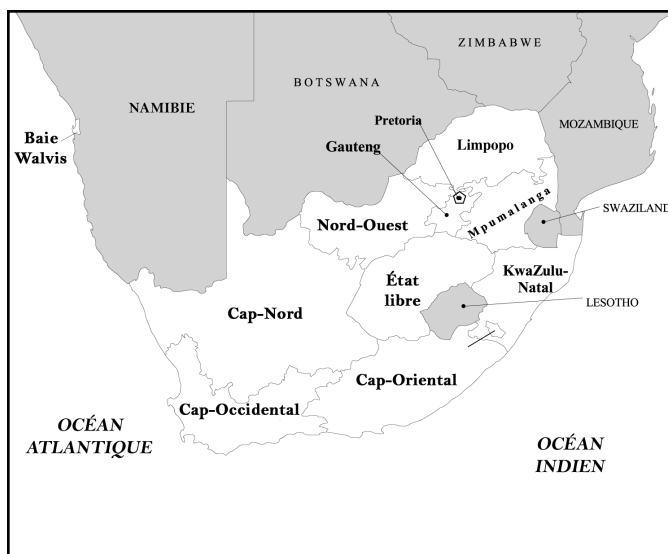 ZIMBABWE
BOTSWANA
NAMIBIE
Pretoria
MOZAMBIQUE
Baie
Walvis
Gauteng
Limpopo
Mpumalanga
SWAZILAND
Nord-Ouest
KwaZulu-
Natal
État
libre
LESOTHO
Cap-Nord
Cap-Oriental
Cap-Occidental
OCÉAN
ATLANTIQUE
OCÉAN
INDIEN